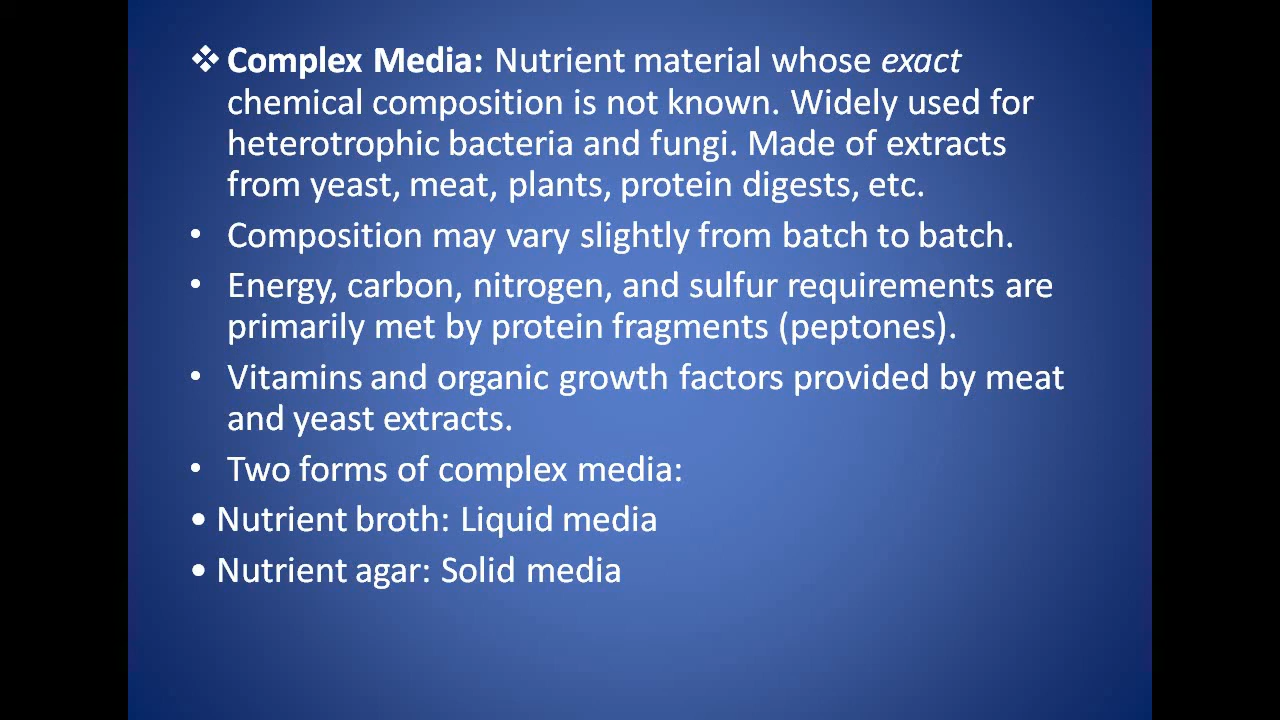 ❖ Complex Media: Nutrient material whose exact
chemical composition is not known. Widely used for
heterotrophic bacteria and fungi. Made of extracts
from yeast, meat, plants, protein digests, etc.
• Composition may vary slightly from batch to batch.
• Energy, carbon, nitrogen, and sulfur requirements are
primarily met by protein fragments (peptones).
• Vitamins and organic growth factors provided by meat
and yeast extracts.
• Two forms of complex media:
• Nutrient broth: Liquid media
• Nutrient agar: Solid media